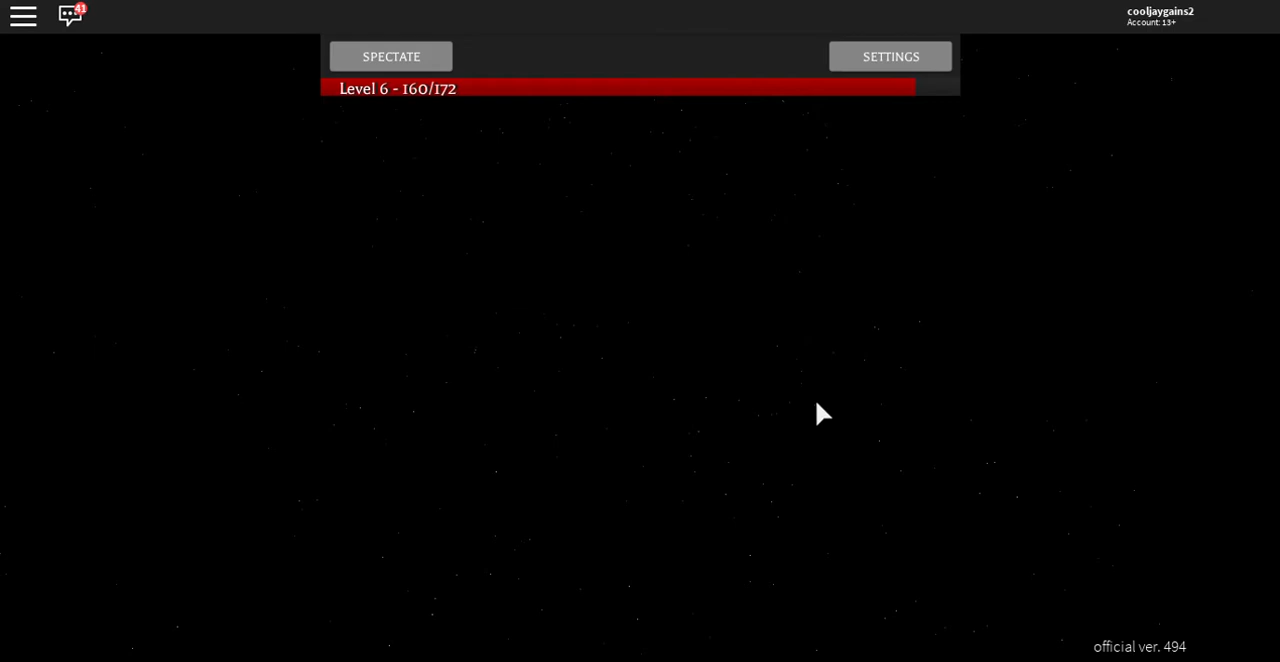 41
cooljaygains2
Account: 13+
SPECTATE
SETTINGS
Level 6 - 160/172
official ver. 494